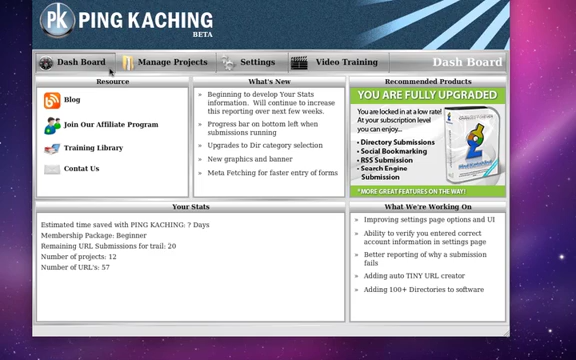 PK PING KACHING
BETA
Dash Board
Manage Projects
Settings
Video Training
Dash Board
Resource
Blog
Join Our Affiliate Program
Training Library
Contat Us
What's New
» Beginning to develop Your Stats
information. Will continue to increase
this reporting over next few weeks.
» Progress bar on bottom left when
submissions running
» Upgrades to Dir category selection
» New graphics and banner
» Meta Fetching for faster entry of forms
Recommended Products
YOU ARE FULLY UPGRADED
You are locked in at a low rate!
At your subscription level
you can enjoy...
• Directory Submissions
• Social Bookmarking
• RSS Submission
• Search Engine
Submission
*MORE GREAT FEATURES ON THE WAY!
Your Stats
Estimated time saved with PING KACHING: ? Days
Membership Package: Beginner
Remaining URL Submissions for trail: 20
Number of projects: 12
Number of URL's: 57
What We're Working On
» Improving settings page options and UI
» Ability to verify you entered correct
account information in settings page
» Better reporting of why a submission
fails
» Adding auto TINY URL creator
» Adding 100+ Directories to software